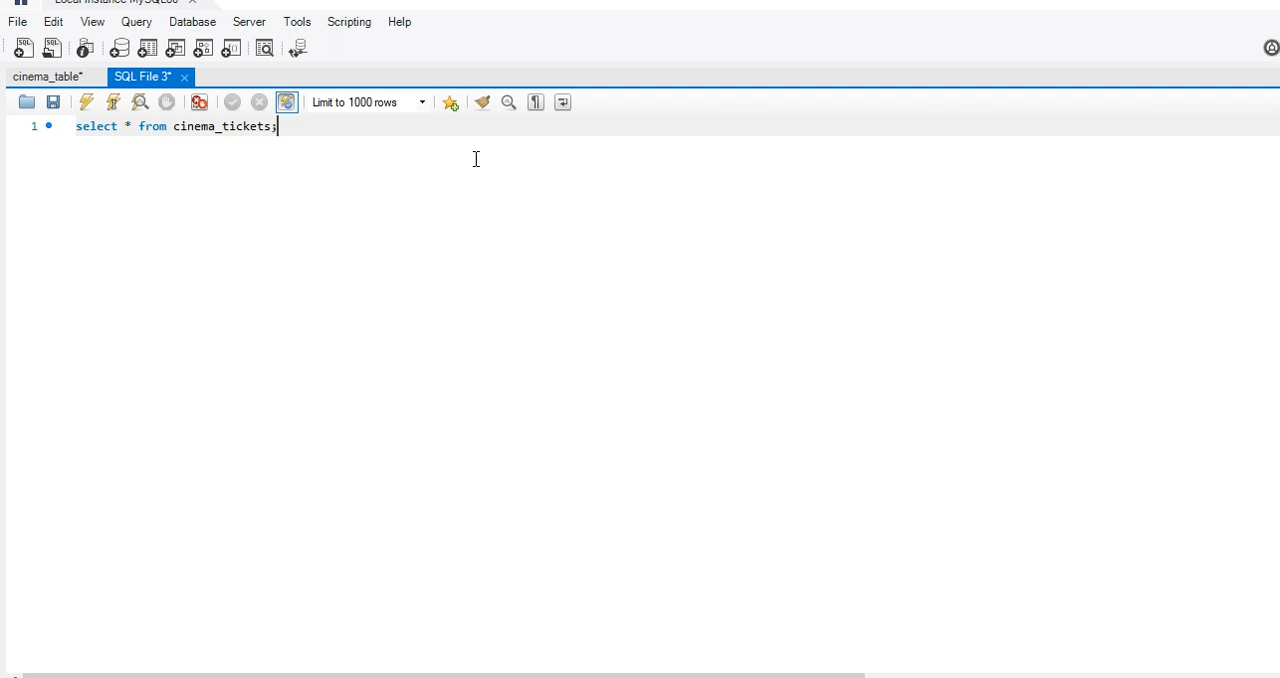 File Edit View Query Database Server Tools Scripting Help
cinema_table* SQL File 3*
Limit to 1000 rows
1 select * from cinema_tickets;